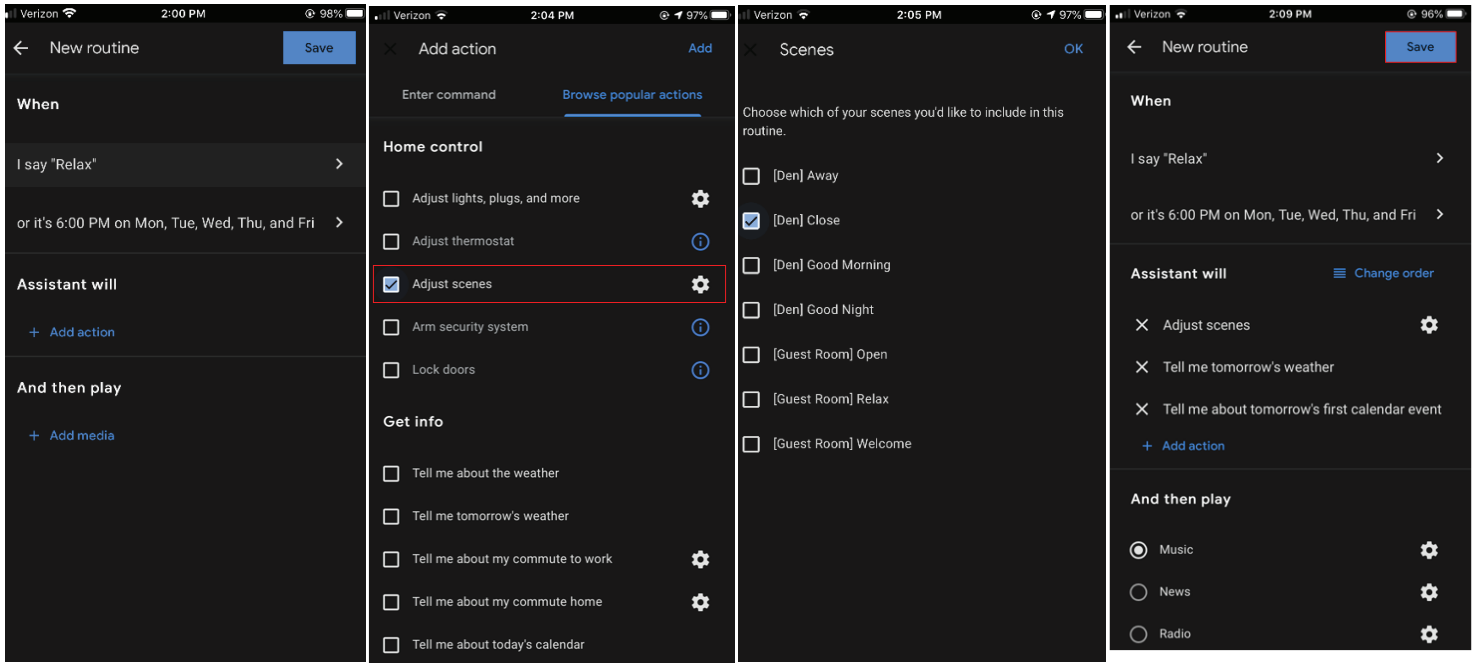 Verizon 2:00 PM 98%
New routine Save
When
I say "Relax"
or it's 6:00 PM on Mon, Tue, Wed, Thu, and Fri
Assistant will
+ Add action
And then play
+ Add media
Verizon 2:04 PM 97%
Add action Add
Enter command Browse popular actions
Home control
Adjust lights, plugs, and more
Adjust thermostat
Adjust scenes
Arm security system
Lock doors
Get info
Tell me about the weather
Tell me tomorrow's weather
Tell me about my commute to work
Tell me about my commute home
Tell me about today's calendar
Verizon 2:05 PM 97%
Scenes OK
Choose which of your scenes you'd like to include in this
routine.
[Den] Away
[Den] Close
[Den] Good Morning
[Den] Good Night
[Guest Room] Open
[Guest Room] Relax
[Guest Room] Welcome
Verizon 2:09 PM 96%
New routine Save
When
I say "Relax"
or it's 6:00 PM on Mon, Tue, Wed, Thu, and Fri
Assistant will Change order
Adjust scenes
Tell me tomorrow's weather
Tell me about tomorrow's first calendar event
+ Add action
And then play
Music
News
Radio